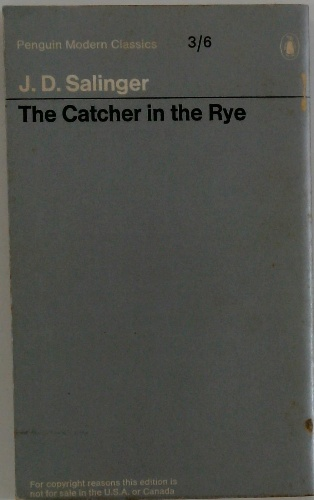 Penguin Modern Classics 3/6
J. D. Salinger
The Catcher in the Rye
For copyright reasons this edition is
not for sale in the U.S.A. or Canada